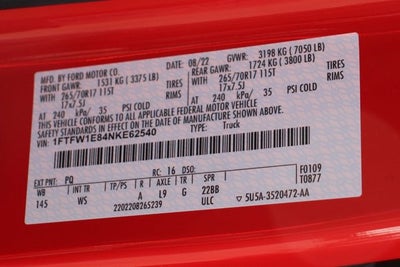 MFD. BY FORD MOTOR CO. DATE: 08/22 GVWR: 3198 KG ( 7050 LB)
FRONT GAWR: 1531 KG ( 3375 LB) REAR GAWR: 1724 KG ( 3800 LB)
265/70R17 115T TIRES 265/70R17 115T TIRES
17x7.5J RIMS 17x7.5J RIMS
AT 240 kPa/ 35 PSI COLD AT 240 kPa/ 35 PSI COLD
THIS VEHICLE CONFORMS TO ALL APPLICABLE FEDERAL MOTOR VEHICLE
SAFETY STANDARDS IN EFFECT ON THE DATE OF MANUFACTURE SHOWN ABOVE.
VIN: 1FTFW1E84NKE62540 TYPE: Truck
F0109
T0877
EXT PNT: PQ RC: 16 DSO:
WB INT TR TP/PS R AXLE TR SPR
145 WS A L9 G 22BB
2202208265239 ULC 5U5A-3520472-AA